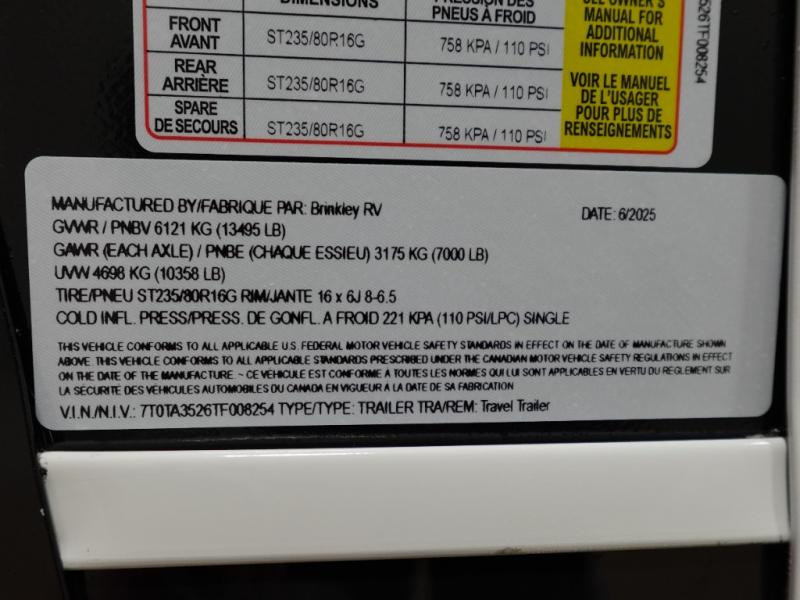 DIMENSIONS
PNEUS À FROID
SEE OWNER'S
MANUAL FOR
ADDITIONAL
INFORMATION
FRONT
AVANT
ST235/80R16G
758 KPA / 110 PSI
REAR
ARRIÈRE
ST235/80R16G
758 KPA / 110 PSI
SPARE
DE SECOURS
ST235/80R16G
758 KPA / 110 PSI
VOIR LE MANUEL
DE L'USAGER
POUR PLUS DE
RENSEIGNEMENTS
526TF008254
MANUFACTURED BY/FABRIQUE PAR: Brinkley RV
DATE: 6/2025
GVWR / PNBV 6121 KG (13495 LB)
GAWR (EACH AXLE) / PNBE (CHAQUE ESSIEU) 3175 KG (7000 LB)
UVW 4698 KG (10358 LB)
TIRE/PNEU ST235/80R16G RIM/JANTE 16 x 6J 8-6.5
COLD INFL. PRESS/PRESS. DE GONFL. A FROID 221 KPA (110 PSI/LPC) SINGLE
THIS VEHICLE CONFORMS TO ALL APPLICABLE U.S. FEDERAL MOTOR VEHICLE SAFETY STANDARDS IN EFFECT ON THE DATE OF MANUFACTURE SHOWN
ABOVE. THIS VEHICLE CONFORMS TO ALL APPLICABLE STANDARDS PRESCRIBED UNDER THE CANADIAN MOTOR VEHICLE SAFETY REGULATIONS IN EFFECT
ON THE DATE OF THE MANUFACTURE. ~ CE VEHICULE EST CONFORME A TOUTES LES NORMES QUI LUI SONT APPLICABLES EN VERTU DU REGLEMENT SUR
LA SECURITE DES VEHICULES AUTOMOBILES DU CANADA EN VIGUEUR A LA DATE DE SA FABRICATION
V.I.N./N.I.V.: 7T0TA3526TF008254 TYPE/TYPE: TRAILER TRA/REM: Travel Trailer